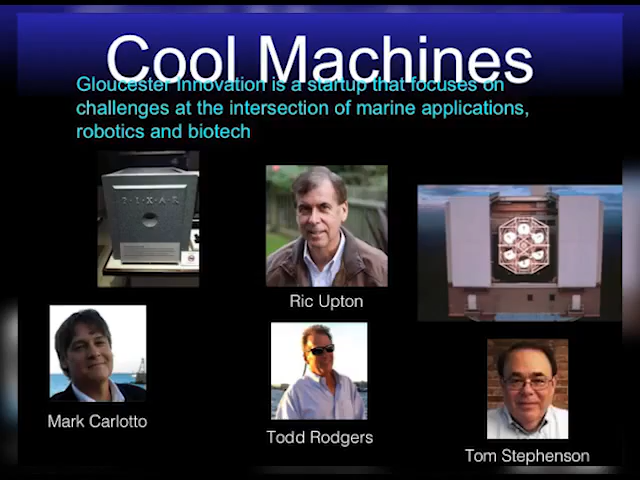 Cool Machines
Gloucester Innovation is a startup that focuses on
challenges at the intersection of marine applications,
robotics and biotech
P·I·X·A·R
Ric Upton
Mark Carlotto
Todd Rodgers
Tom Stephenson